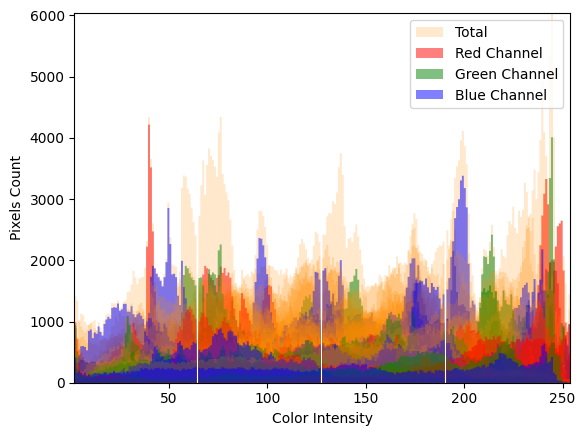 6000
5000
4000
3000
2000
1000
0
50
100
150
200
250
Pixels Count
Color Intensity
Total
Red Channel
Green Channel
Blue Channel